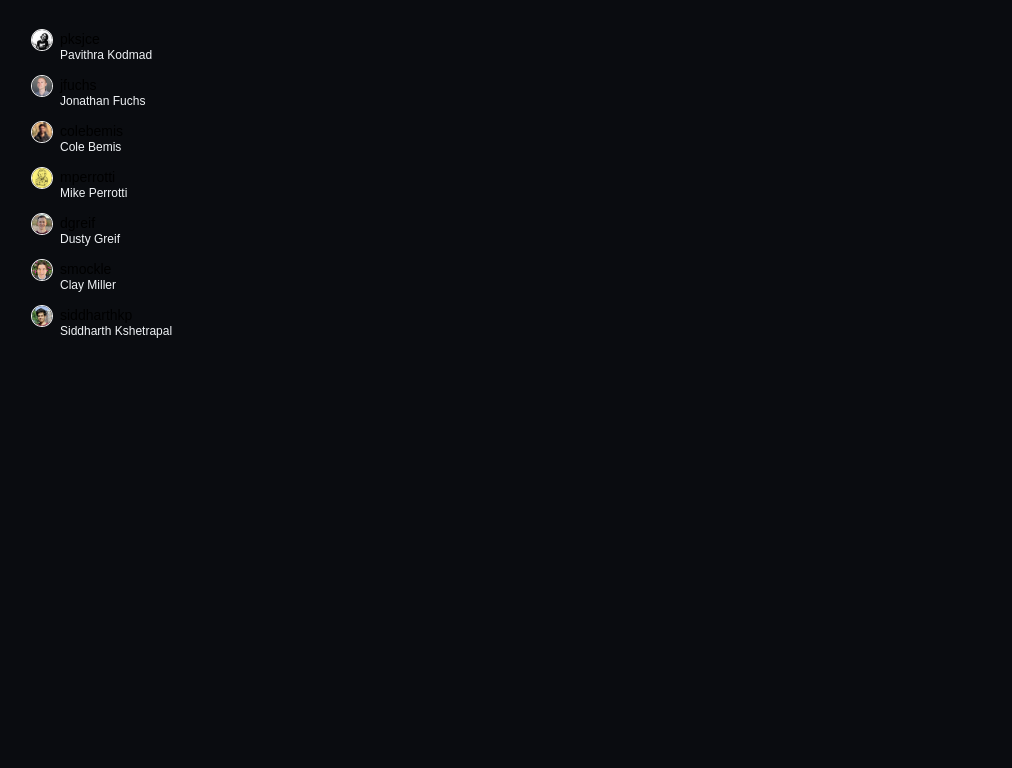 pksjce
Pavithra Kodmad
jfuchs
Jonathan Fuchs
colebemis
Cole Bemis
mperrotti
Mike Perrotti
dgreif
Dusty Greif
smockle
Clay Miller
siddharthkp
Siddharth Kshetrapal